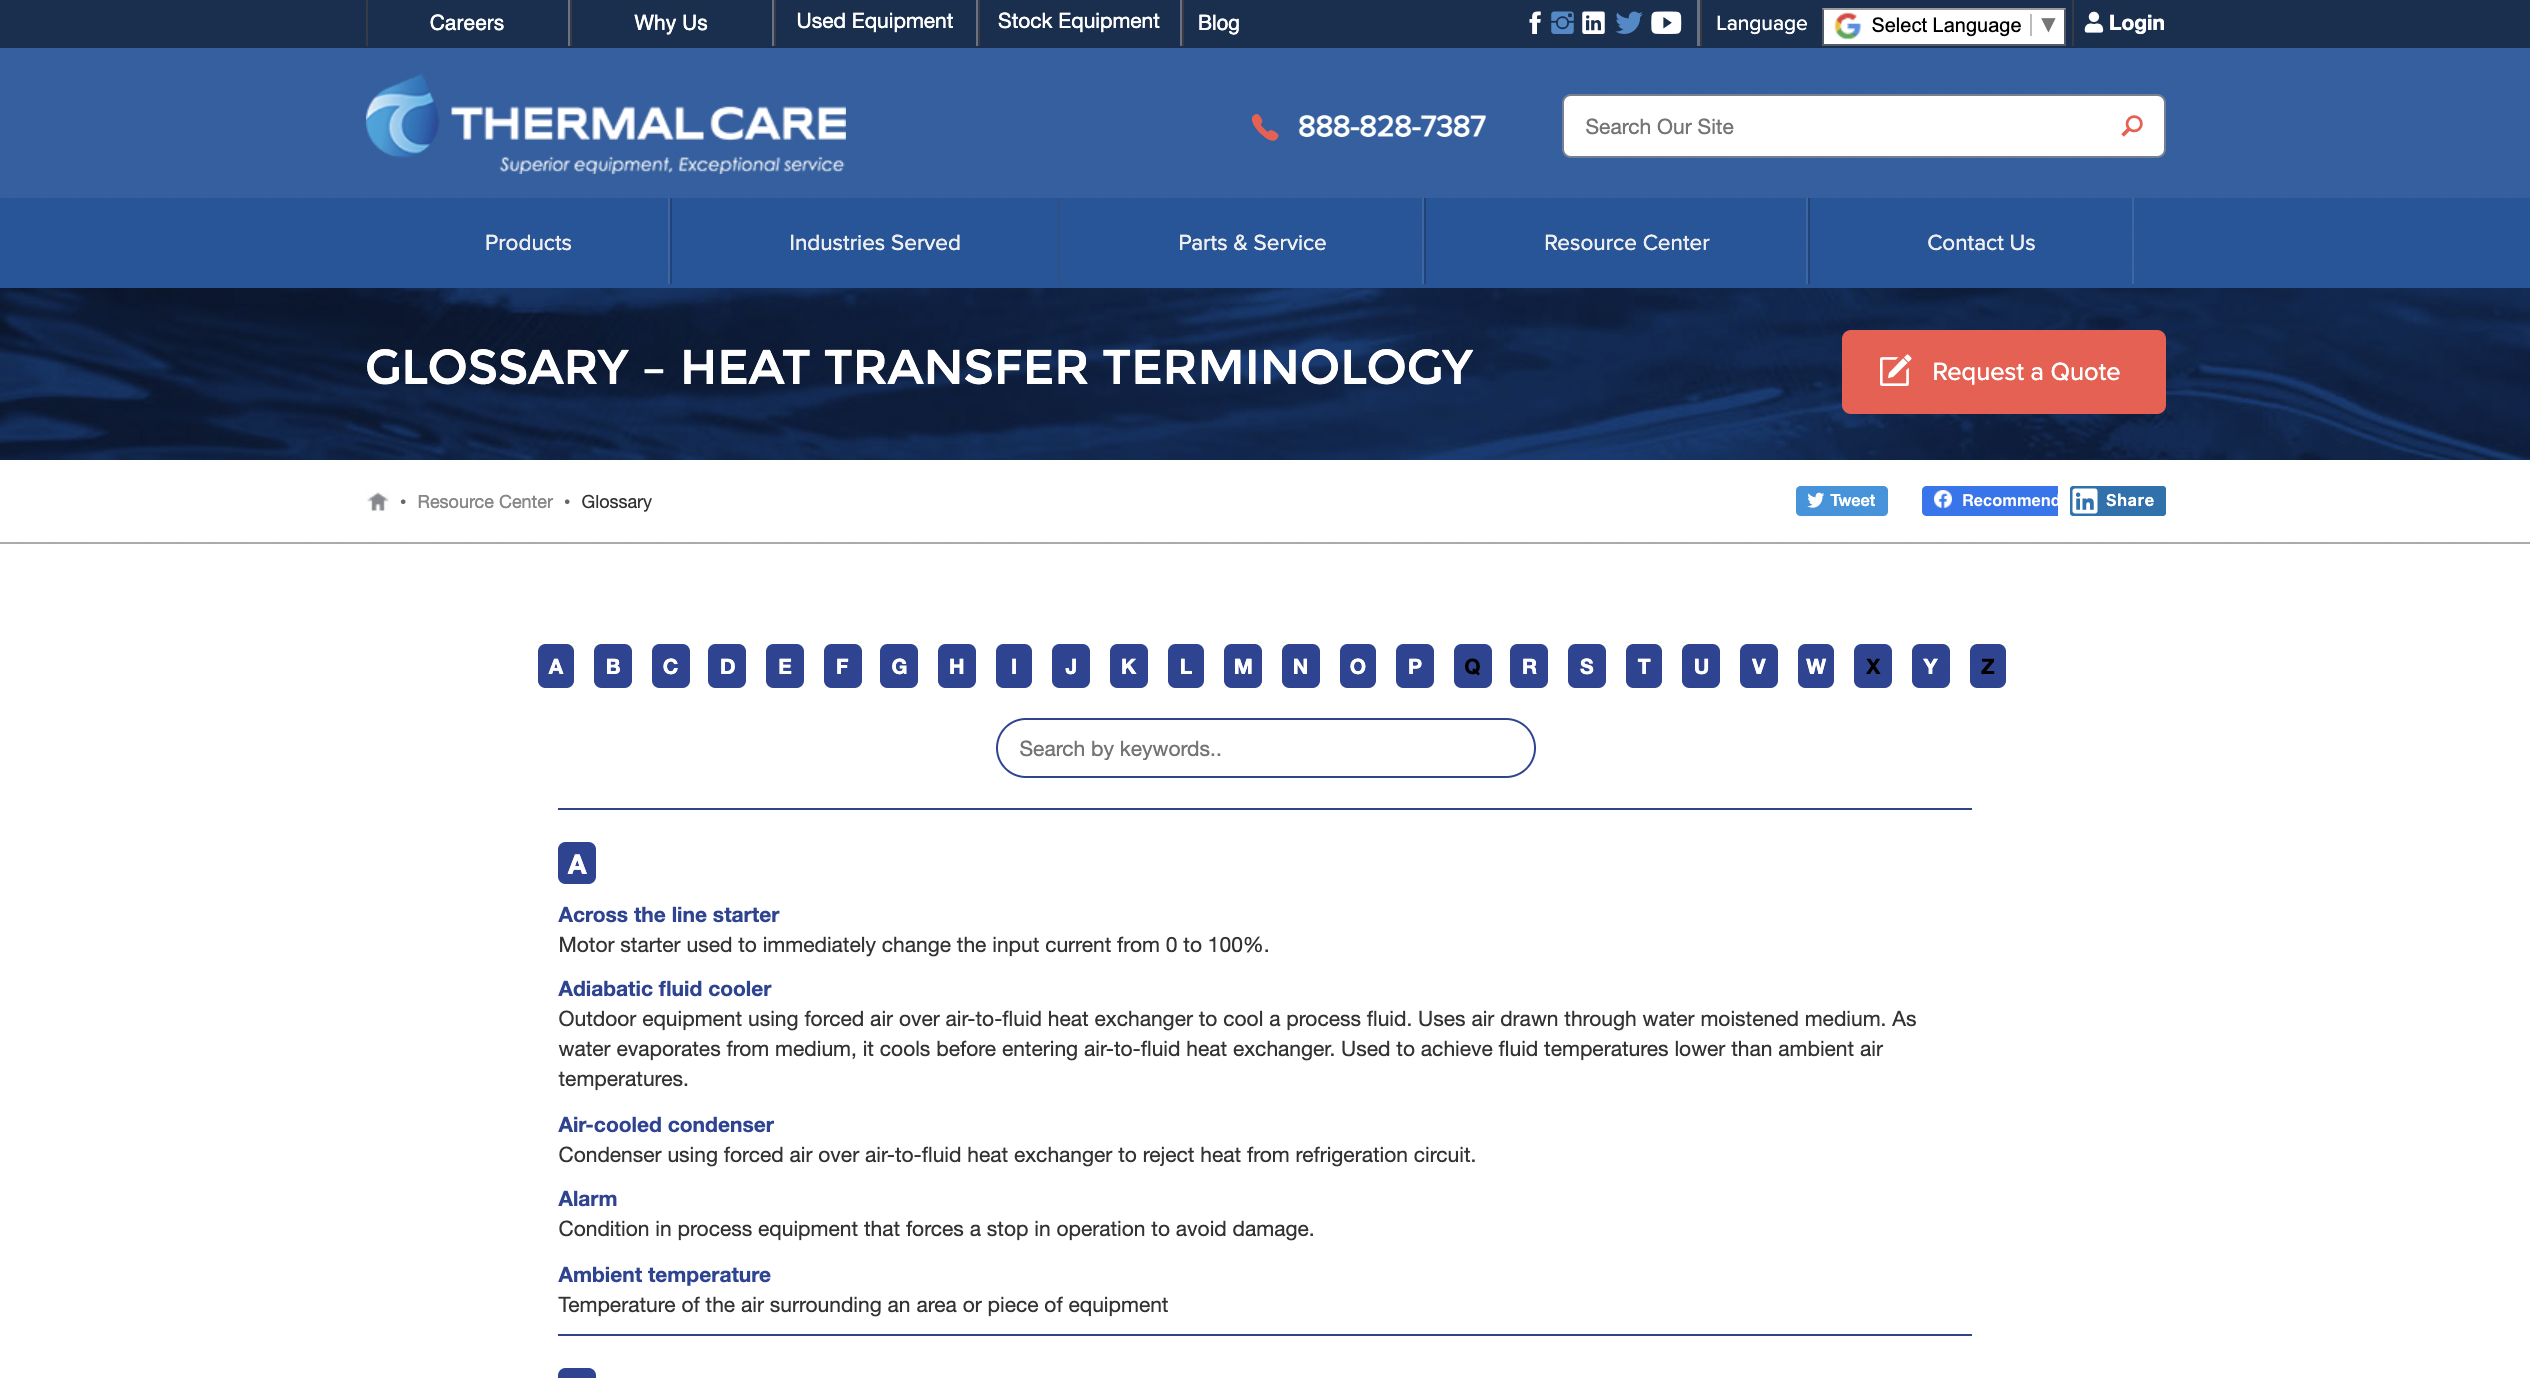 Careers
Why Us
Used Equipment
Stock Equipment
Blog
Language
Select Language ▼
Login
THERMAL CARE
Superior equipment, Exceptional service
888-828-7387
Search Our Site
Products
Industries Served
Parts & Service
Resource Center
Contact Us
GLOSSARY – HEAT TRANSFER TERMINOLOGY
Request a Quote
• Resource Center • Glossary
Tweet
Recommend
Share
A B C D E F G H I J K L M N O P Q R S T U V W X Y Z
Search by keywords..
A
Across the line starter
Motor starter used to immediately change the input current from 0 to 100%.
Adiabatic fluid cooler
Outdoor equipment using forced air over air-to-fluid heat exchanger to cool a process fluid. Uses air drawn through water moistened medium. As
water evaporates from medium, it cools before entering air-to-fluid heat exchanger. Used to achieve fluid temperatures lower than ambient air
temperatures.
Air-cooled condenser
Condenser using forced air over air-to-fluid heat exchanger to reject heat from refrigeration circuit.
Alarm
Condition in process equipment that forces a stop in operation to avoid damage.
Ambient temperature
Temperature of the air surrounding an area or piece of equipment